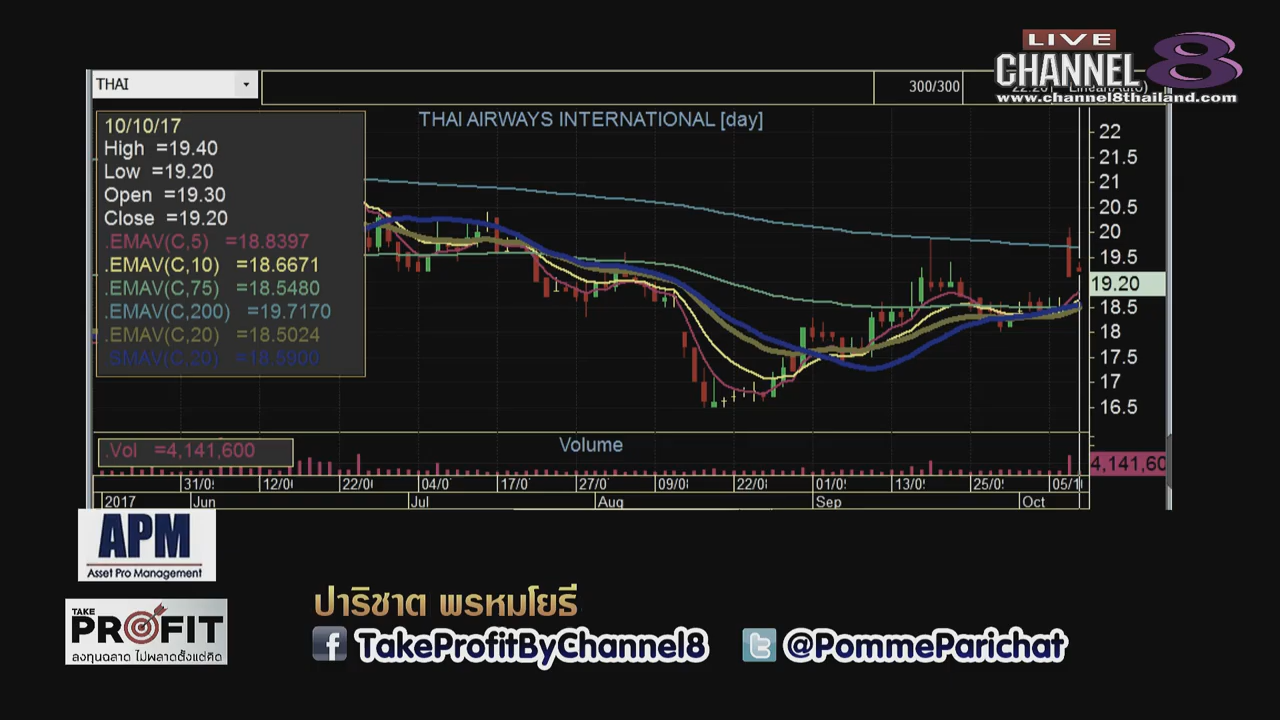 LIVE
CHANNEL 8
www.channel8thailand.com
THAI
300/300
THAI AIRWAYS INTERNATIONAL [day]
10/10/17
High =19.40
Low =19.20
Open =19.30
Close =19.20
.EMAV(C,5) =18.8397
.EMAV(C,10) =18.6671
.EMAV(C,75) =18.5480
.EMAV(C,200) =19.7170
.EMAV(C,20) =18.5024
.SMAV(C,20) =18.5900
22
21.5
21
20.5
20
19.5
19.20
18.5
18
17.5
17
16.5
.Vol =4,141,600
Volume
4,141,60
31/0 12/0 22/0 04/0 17/0 27/0 09/0 22/0 01/0 13/0 25/0 05/1
2017 Jun Jul Aug Sep Oct
APM
Asset Pro Management
TAKE
PROFIT
ลงทุนฉลาด ไม่พลาดตั้งแต่คิด
ปาริชาต พรหมโยธี
f TakeProfitByChannel8
t @PommeParichat